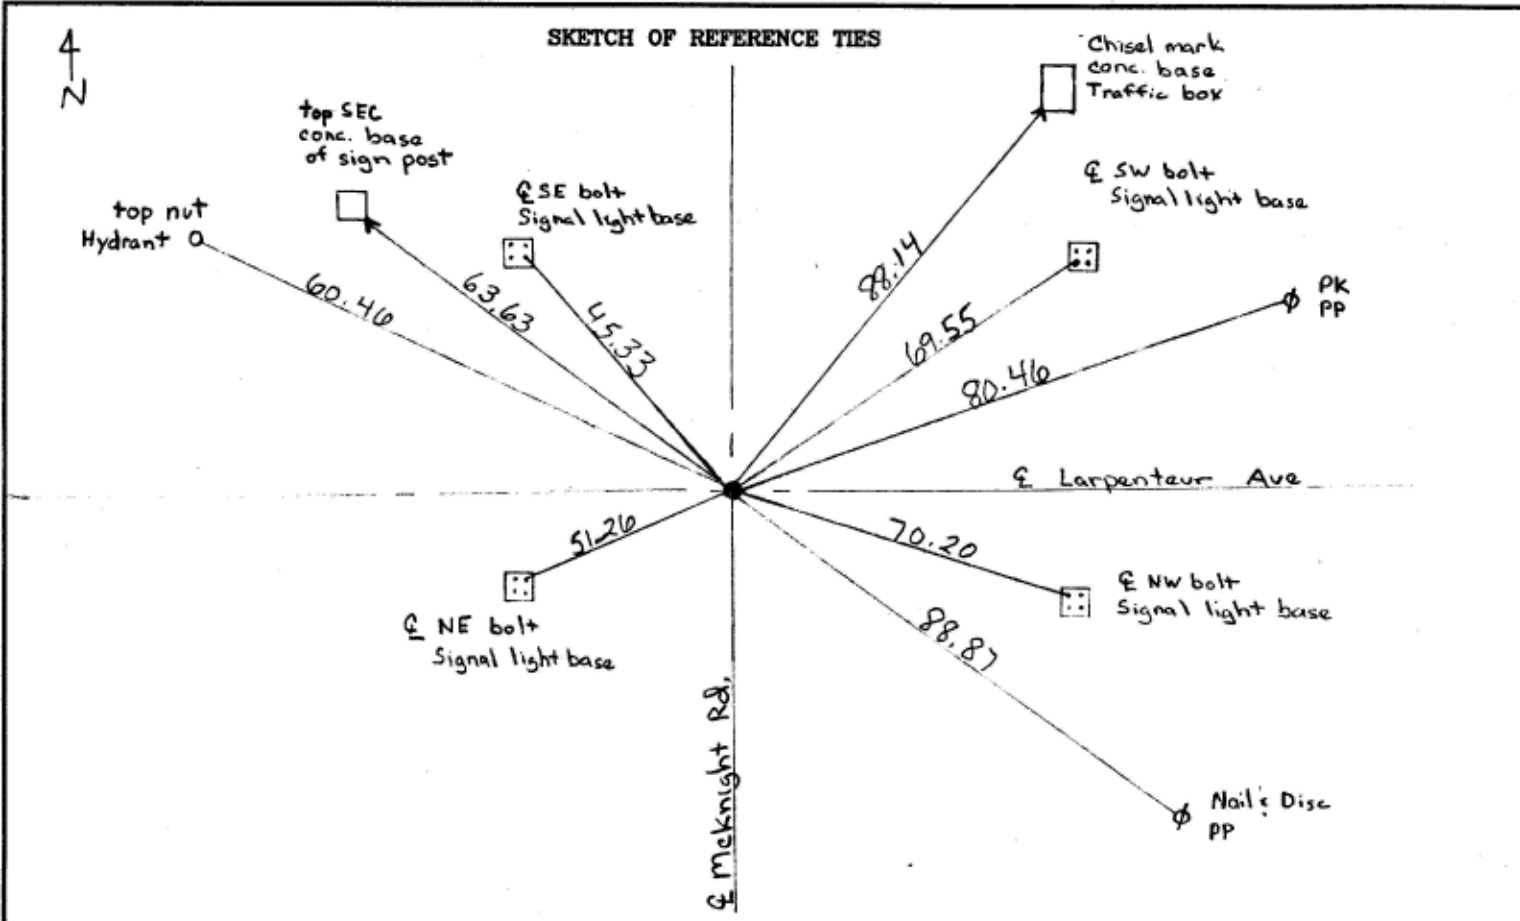 SKETCH OF REFERENCE TIES
N
Chisel mark
conc. base
Traffic box
top SEC
conc. base
of sign post
℄ SE bolt
Signal light base
℄ SW bolt
Signal light base
top nut
Hydrant
PK
PP
60.46
63.63
45.33
88.14
69.55
80.46
℄ Larpenteur Ave
51.26
70.20
℄ NE bolt
Signal light base
℄ NW bolt
Signal light base
88.87
℄ McKnight Rd.
Nail & Disc
PP